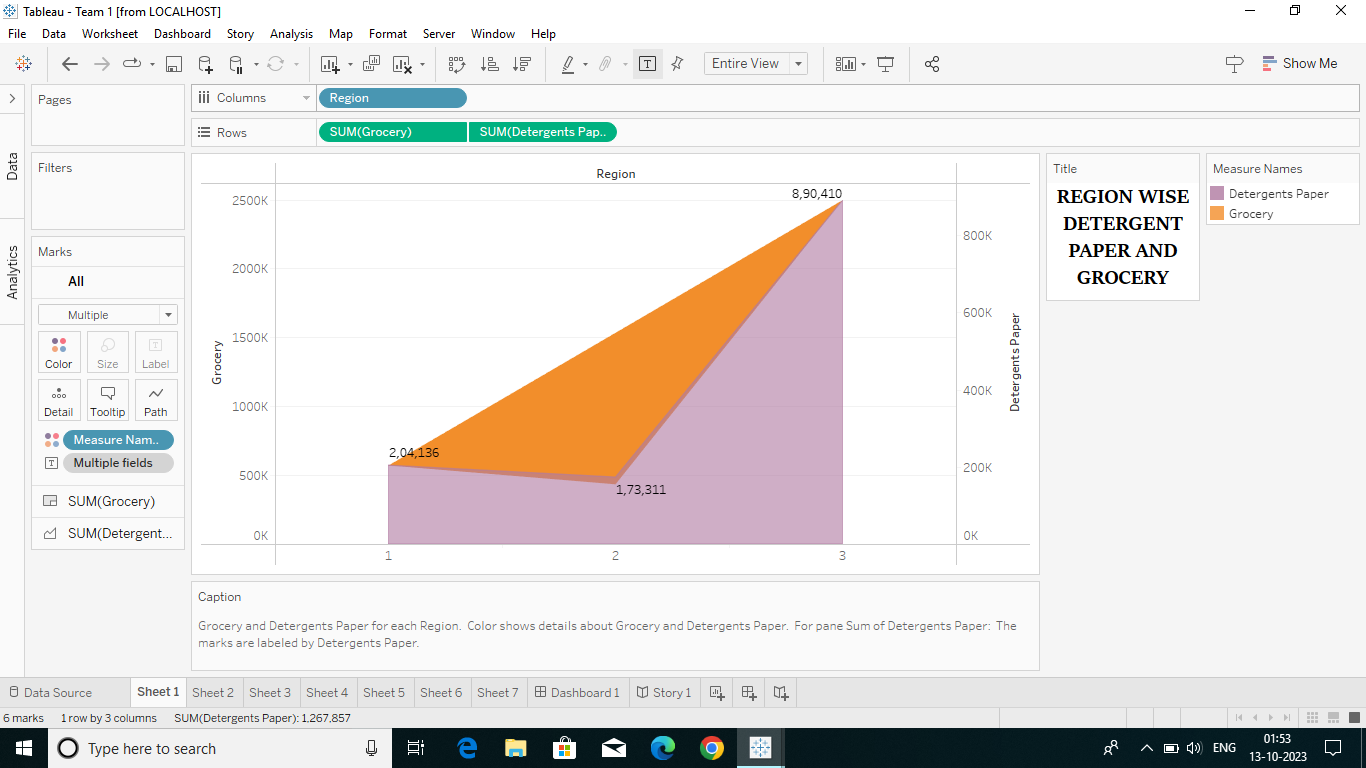 Tableau - Team 1 [from LOCALHOST]
File Data Worksheet Dashboard Story Analysis Map Format Server Window Help
Entire View
Show Me
Pages
Columns
Region
Rows
SUM(Grocery)
SUM(Detergents Pap..
Data
Analytics
Filters
Marks
All
Multiple
Color
Size
Label
Detail
Tooltip
Path
Measure Nam..
Multiple fields
SUM(Grocery)
SUM(Detergent...
Region
Grocery
2500K
2000K
1500K
1000K
500K
0K
8,90,410
2,04,136
1,73,311
1
2
3
800K
600K
400K
200K
0K
Detergents Paper
Title
REGION WISE
DETERGENT
PAPER AND
GROCERY
Measure Names
Detergents Paper
Grocery
Caption
Grocery and Detergents Paper for each Region. Color shows details about Grocery and Detergents Paper. For pane Sum of Detergents Paper: The
marks are labeled by Detergents Paper.
Data Source
Sheet 1
Sheet 2
Sheet 3
Sheet 4
Sheet 5
Sheet 6
Sheet 7
Dashboard 1
Story 1
6 marks 1 row by 3 columns SUM(Detergents Paper): 1,267,857
Type here to search
ENG
01:53
13-10-2023